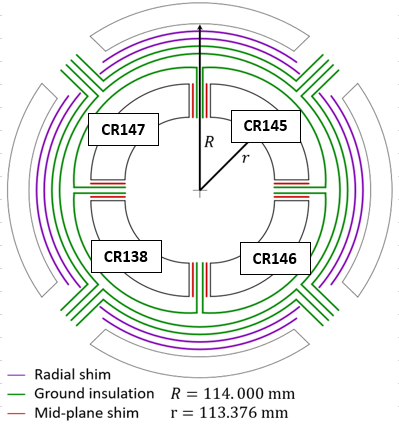 CR147
CR145
R
r
CR138
CR146
Radial shim
Ground insulation R = 114.000 mm
Mid-plane shim r = 113.376 mm